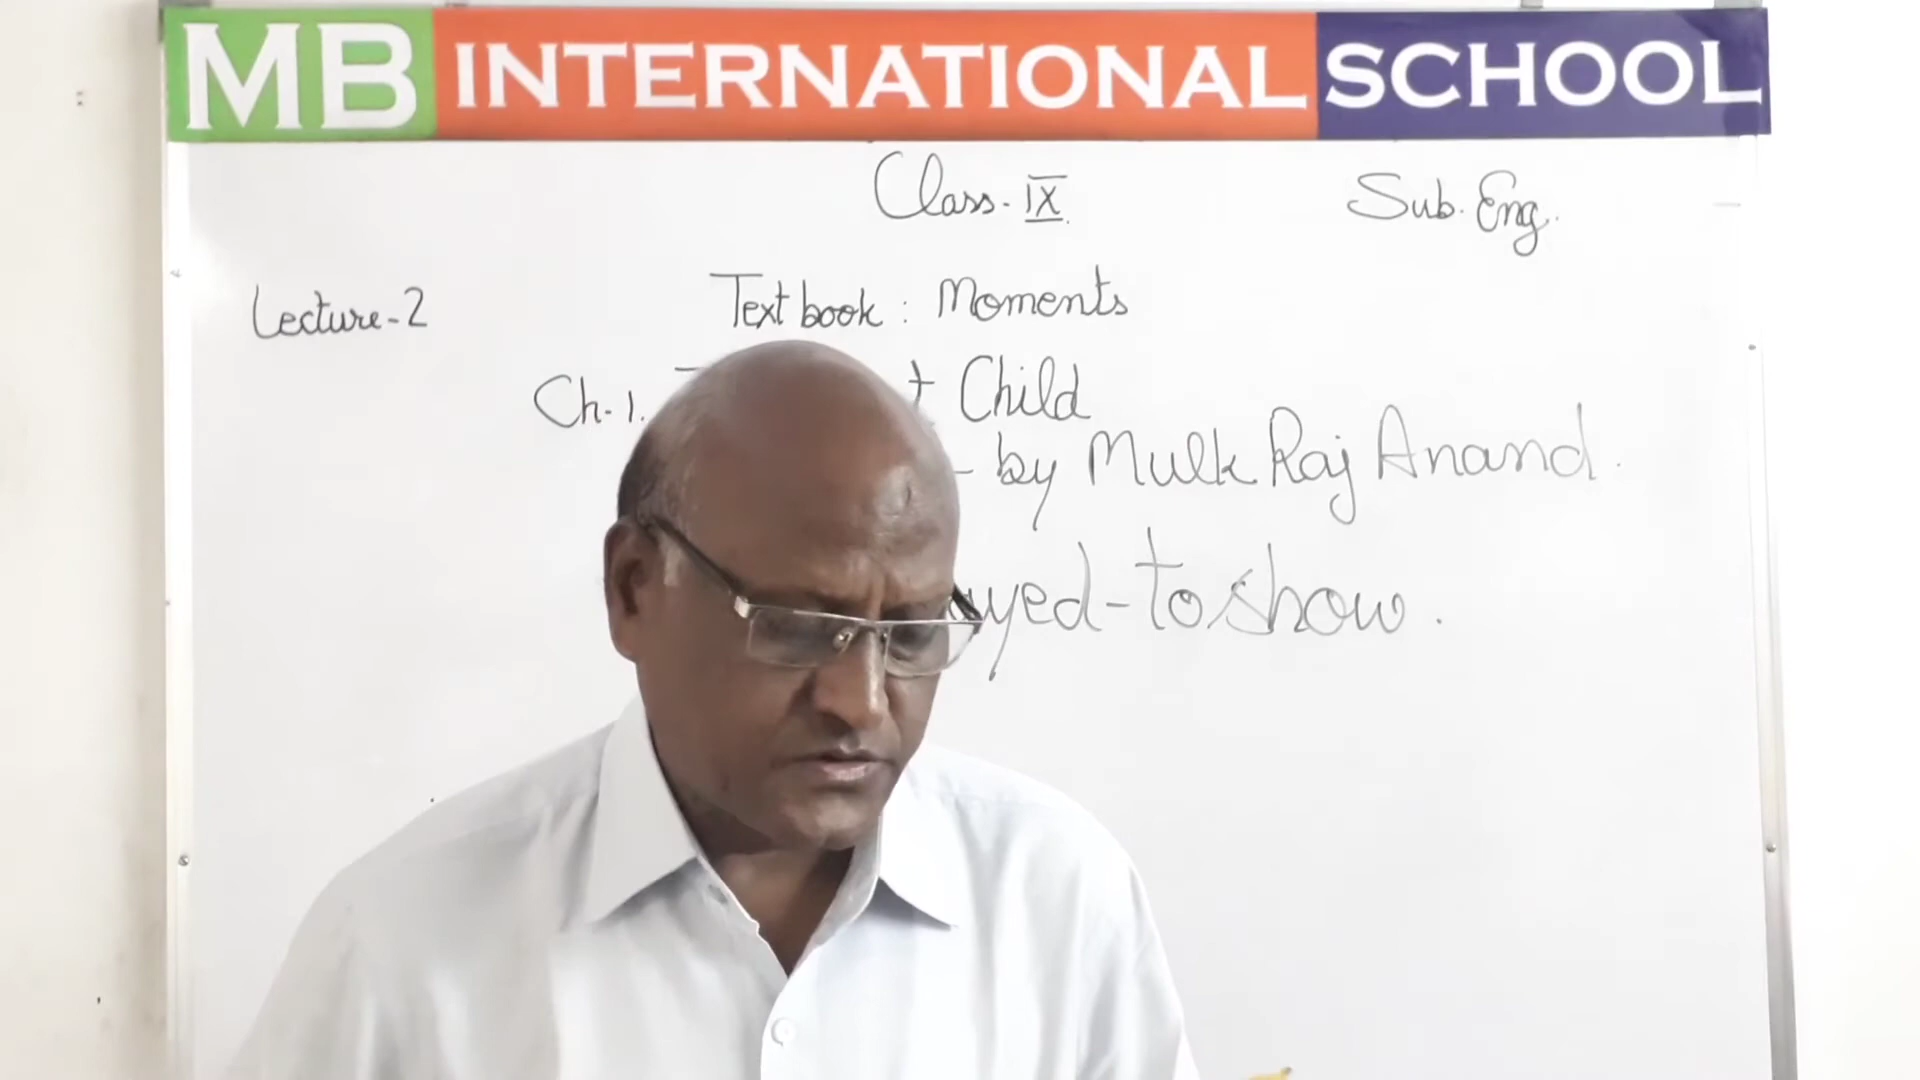 MB INTERNATIONAL SCHOOL
Class-IX
Sub. Eng.
Lecture-2
Text book : Moments
Ch-1. Child
- by Mulk Raj Anand.
yed-to show.